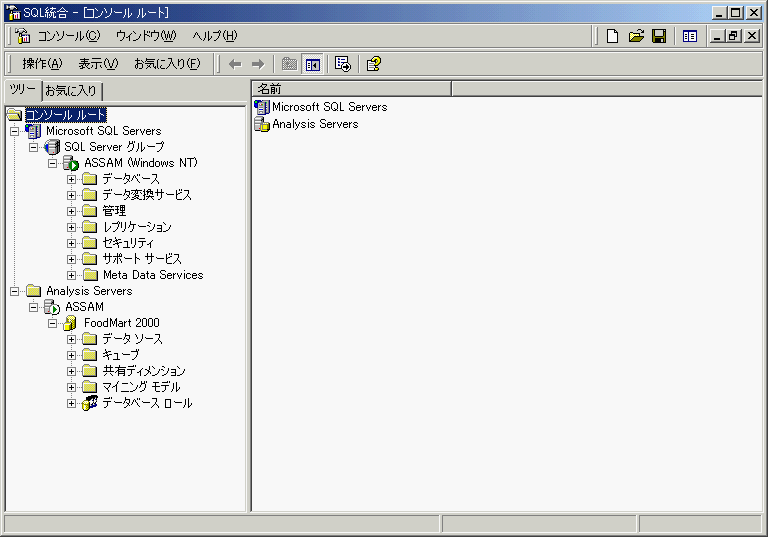 SQL統合 - [コンソール ルート]
コンソール(C) ウィンドウ(W) ヘルプ(H)
操作(A) 表示(V) お気に入り(F)
ツリー お気に入り
コンソール ルート
Microsoft SQL Servers
SQL Server グループ
ASSAM (Windows NT)
データベース
データ変換サービス
管理
レプリケーション
セキュリティ
サポート サービス
Meta Data Services
Analysis Servers
ASSAM
FoodMart 2000
データ ソース
キューブ
共有ディメンション
マイニング モデル
データベース ロール
名前
Microsoft SQL Servers
Analysis Servers